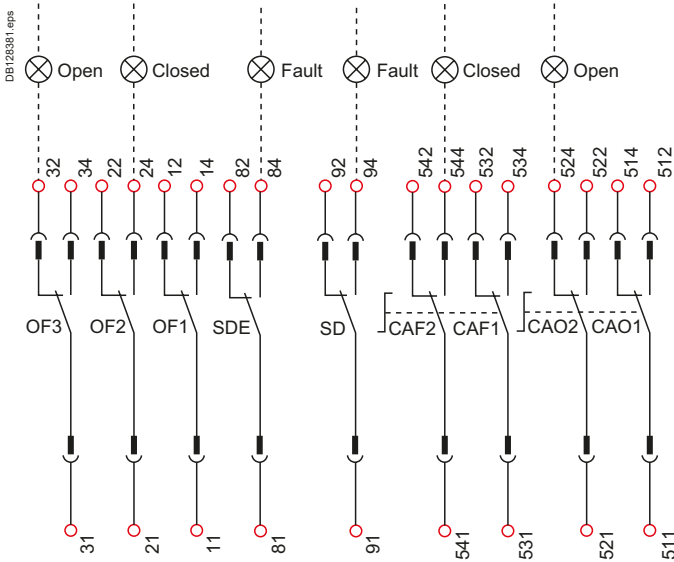 DB128381.eps
Open Closed Fault Fault Closed Open
32 34 22 24 12 14 82 84 92 94 542 544 532 534 524 522 514 512
OF3 OF2 OF1 SDE SD CAF2 CAF1 CAO2 CAO1
31 21 11 81 91 541 531 521 511